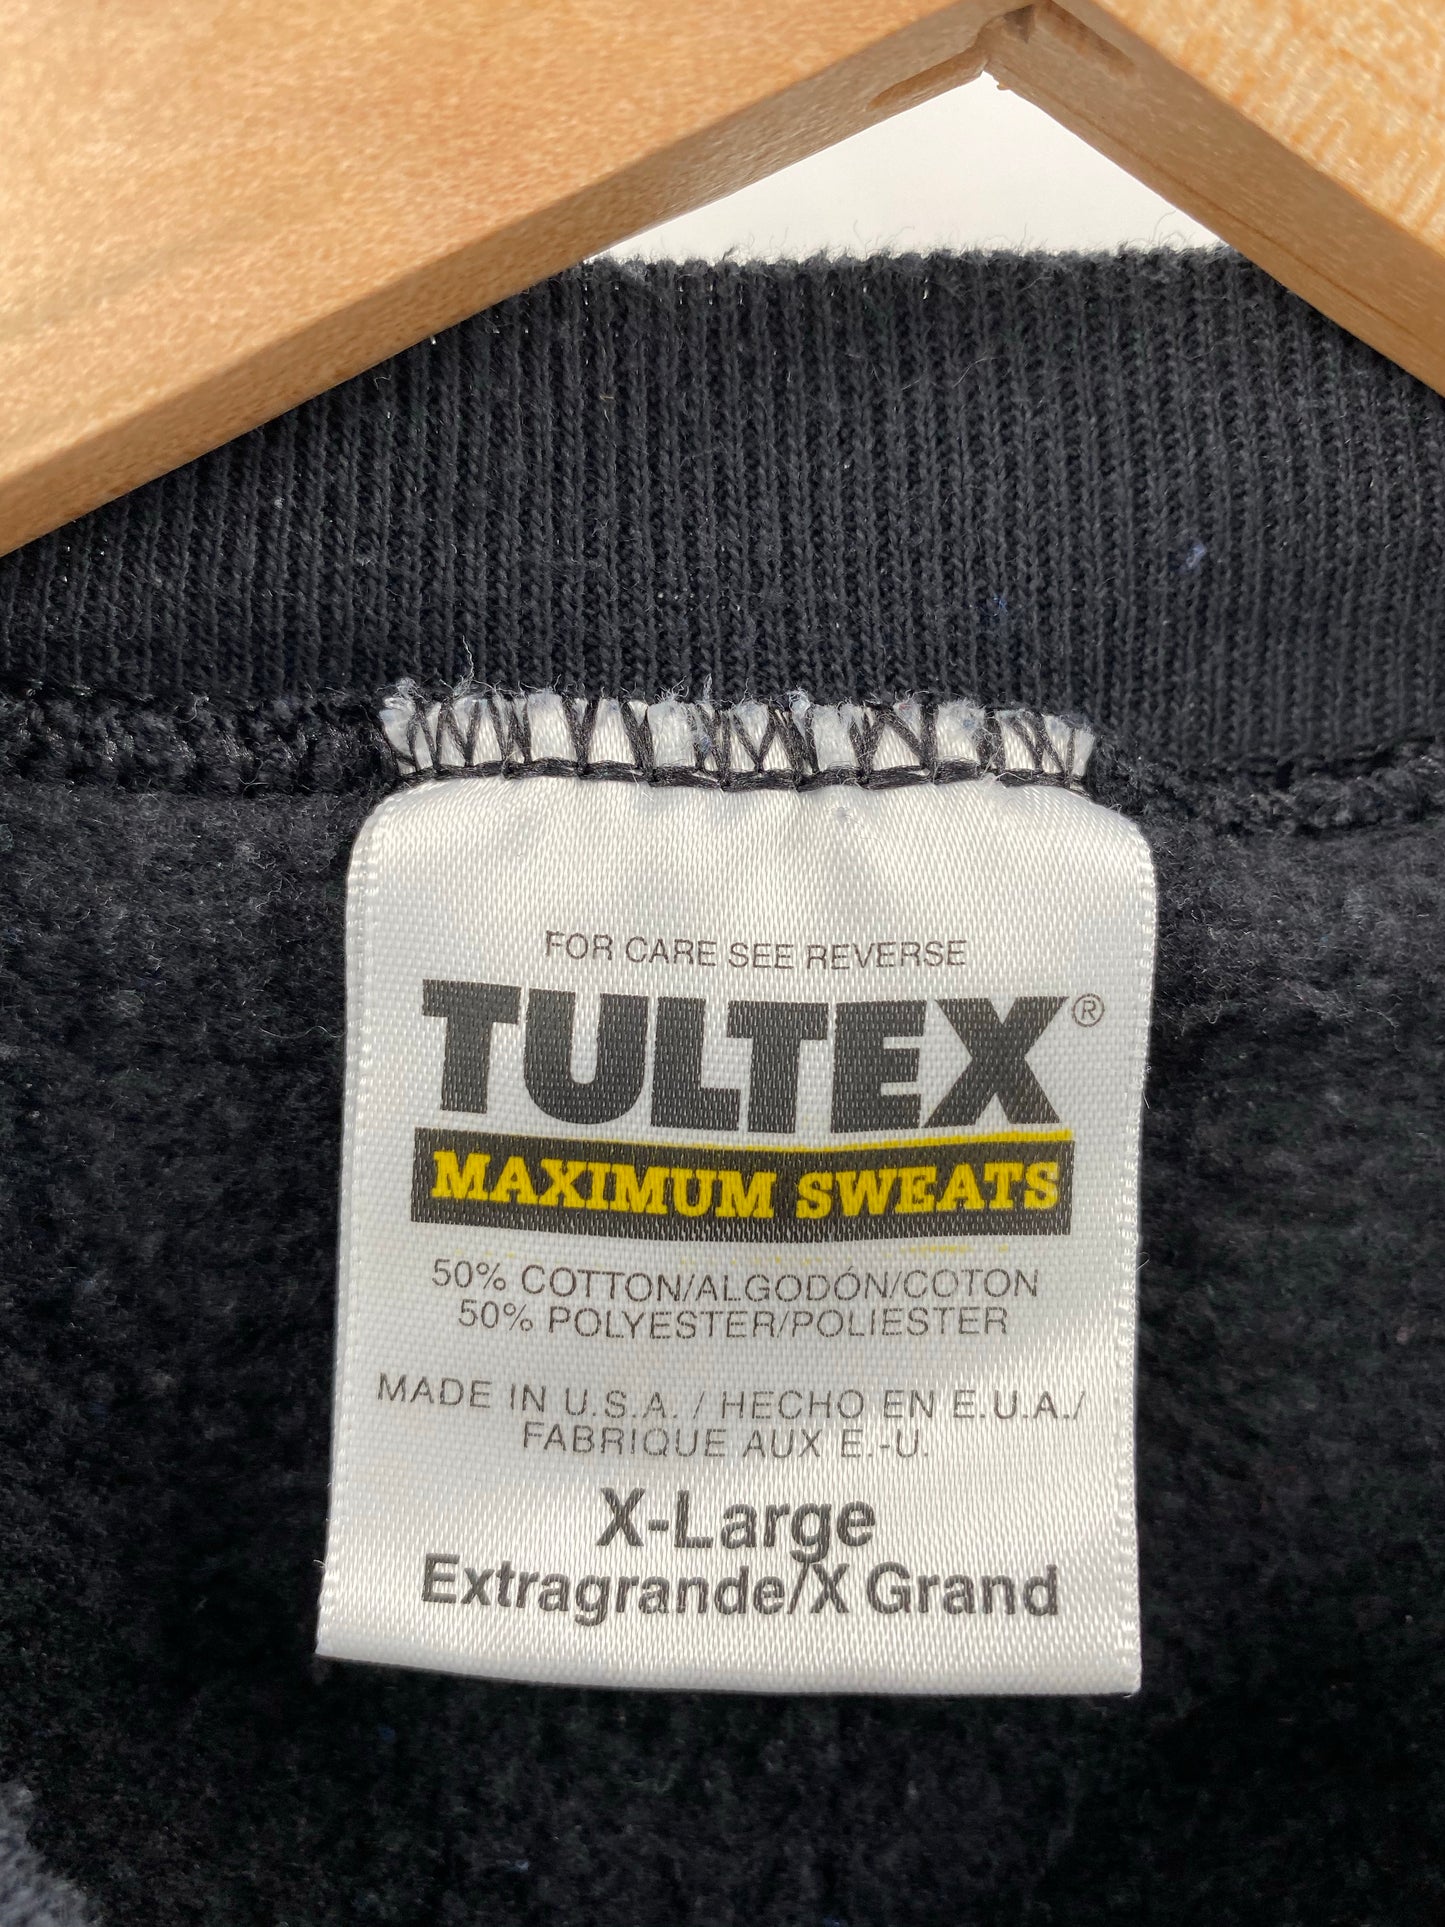 FOR CARE SEE REVERSE
TULTEX®
MAXIMUM SWEATS
50% COTTON/ALGODÓN/COTON
50% POLYESTER/POLIESTER
MADE IN U.S.A. / HECHO EN E.U.A./
FABRIQUE AUX E.-U.
X-Large
Extragrande/X Grand